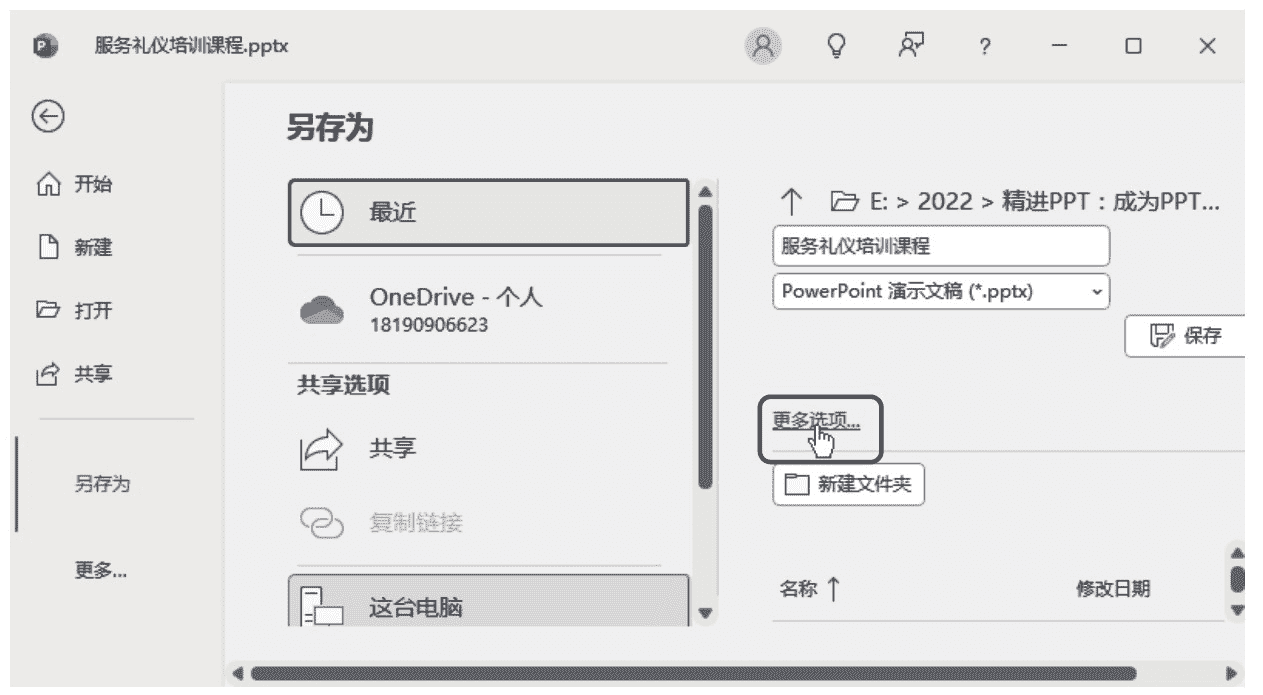 服务礼仪培训课程.pptx
?
另存为
开始
新建
打开
共享
另存为
更多...
最近
OneDrive - 个人
18190906623
共享选项
共享
复制链接
这台电脑
E: > 2022 > 精进PPT：成为PPT...
服务礼仪培训课程
PowerPoint 演示文稿 (*.pptx)
保存
更多选项...
新建文件夹
名称 ↑ 修改日期